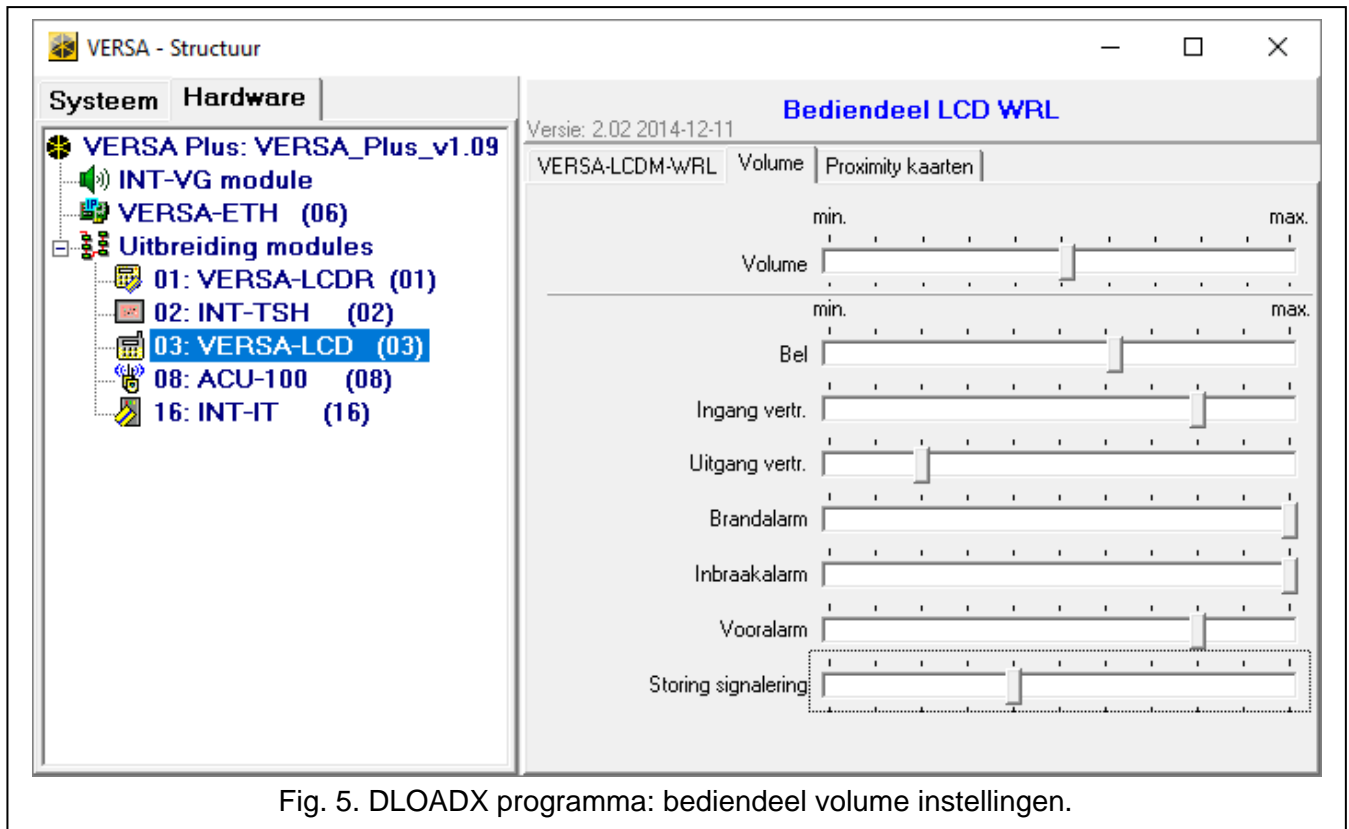 VERSA - Structuur
Systeem Hardware
VERSA Plus: VERSA_Plus_v1.09
INT-VG module
VERSA-ETH (06)
Uitbreiding modules
01: VERSA-LCDR (01)
02: INT-TSH (02)
03: VERSA-LCD (03)
08: ACU-100 (08)
16: INT-IT (16)
Bediendeel LCD WRL
Versie: 2.02 2014-12-11
VERSA-LCDM-WRL Volume Proximity kaarten
min. max.
Volume
min. max.
Bel
Ingang vertr.
Uitgang vertr.
Brandalarm
Inbraakalarm
Vooralarm
Storing signalering
Fig. 5. DLOADX programma: bediendeel volume instellingen.